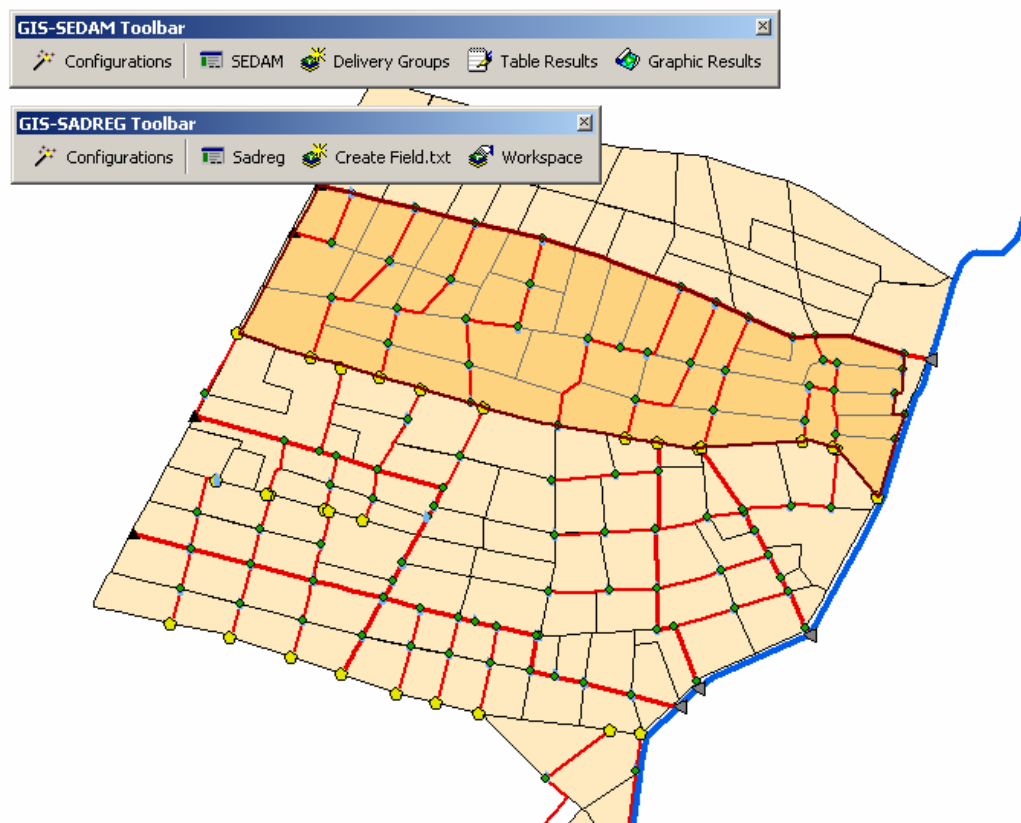 GIS-SEDAM Toolbar
Configurations SEDAM Delivery Groups Table Results Graphic Results
GIS-SADREG Toolbar
Configurations Sadreg Create Field.txt Workspace